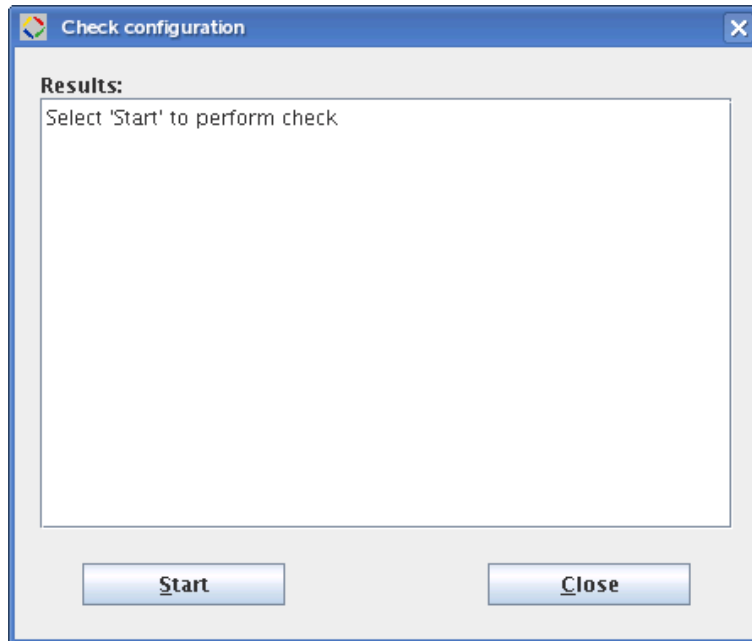 Check configuration
Results:
Select 'Start' to perform check
Start
Close